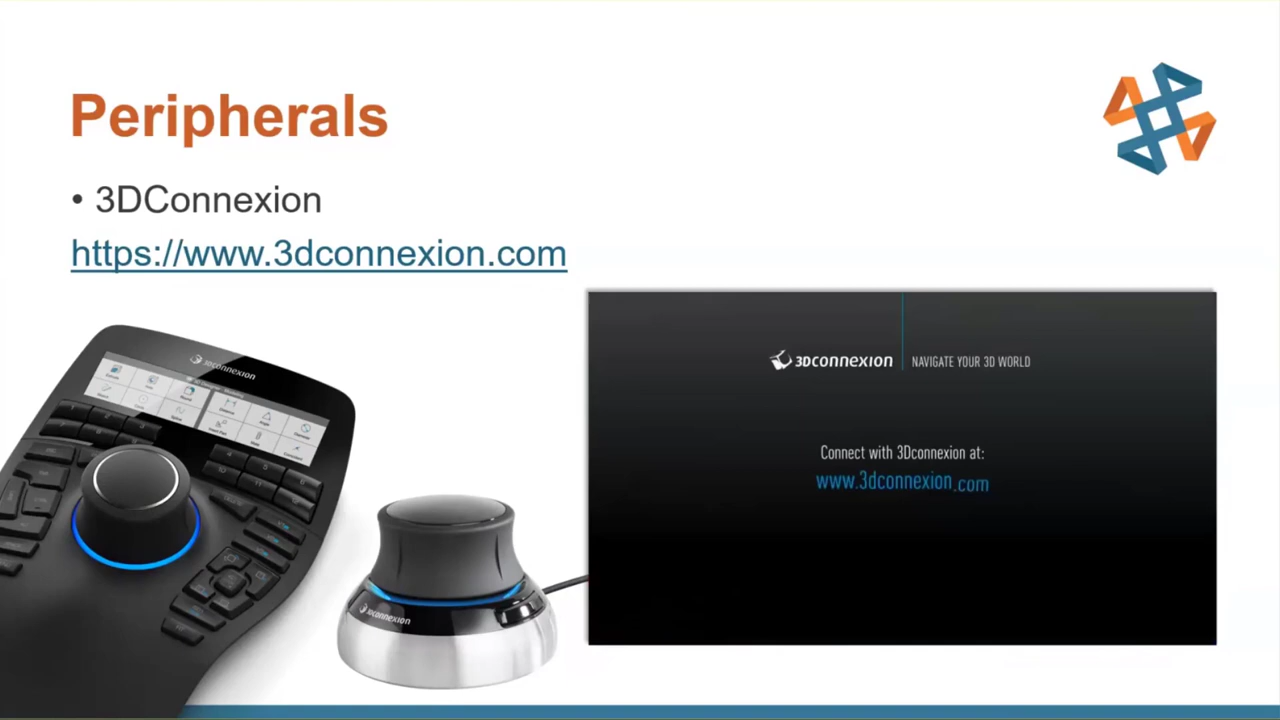 Peripherals
• 3DConnexion
https://www.3dconnexion.com
3Dconnexion
3Dconnexion NAVIGATE YOUR 3D WORLD
Connect with 3Dconnexion at:
www.3dconnexion.com
3Dconnexion